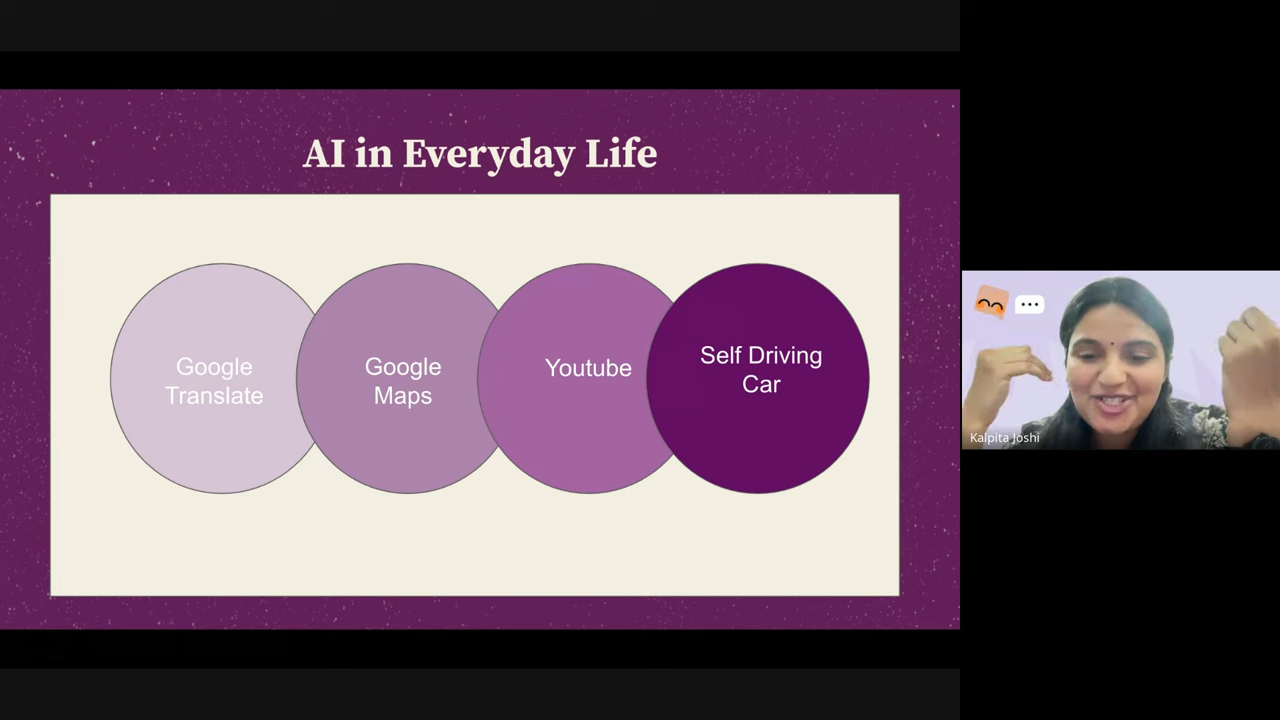 AI in Everyday Life
Google
Translate
Google
Maps
Youtube
Self Driving
Car
Kalpita Joshi